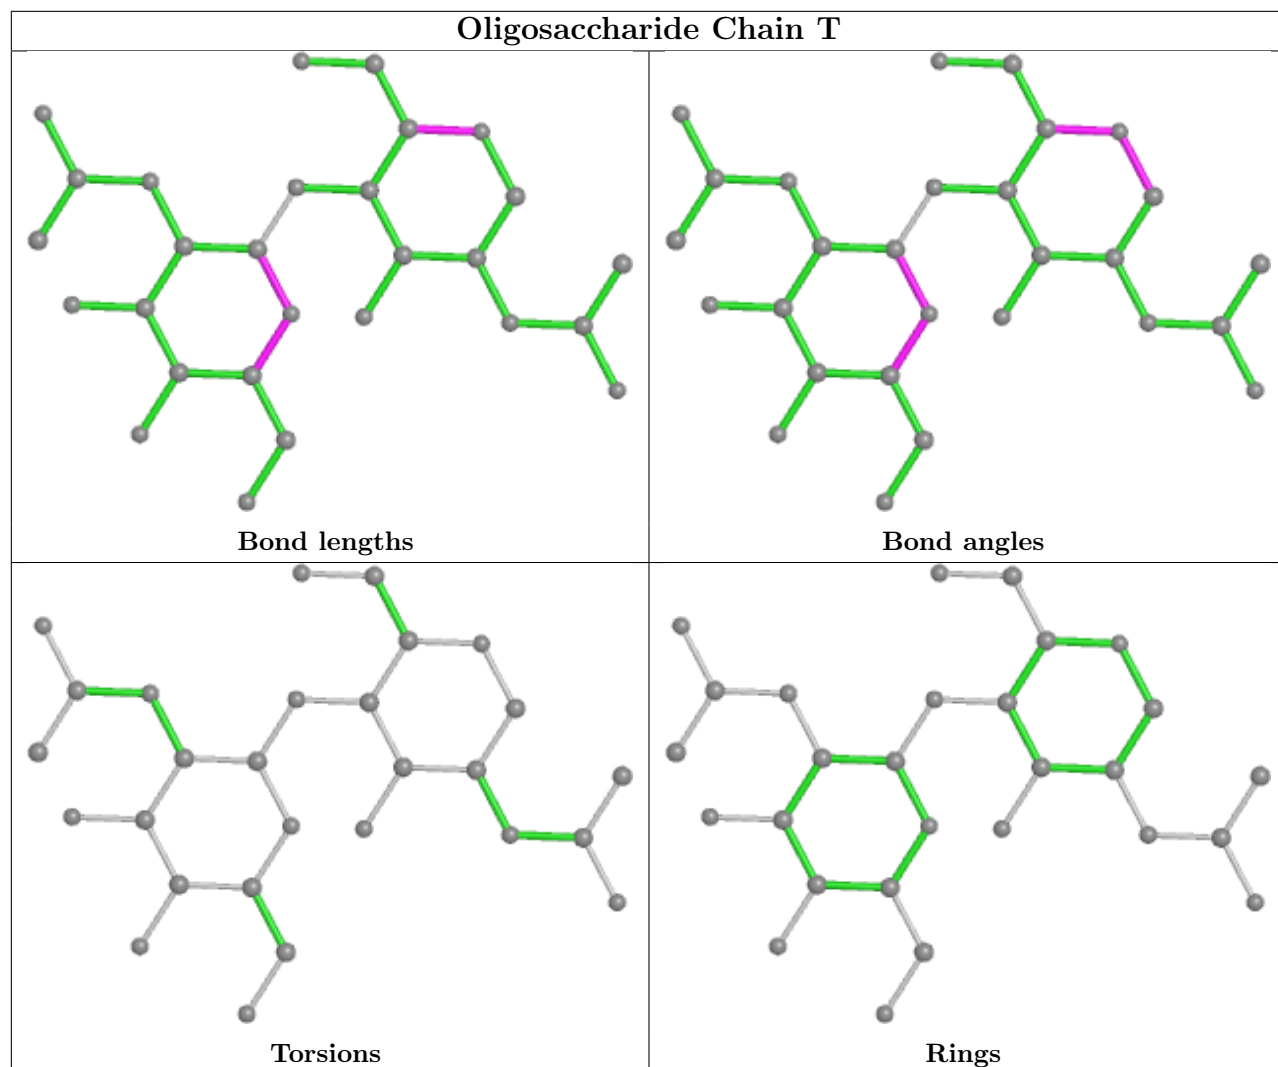 Oligosaccharide Chain T
Bond lengths
Bond angles
Torsions
Rings